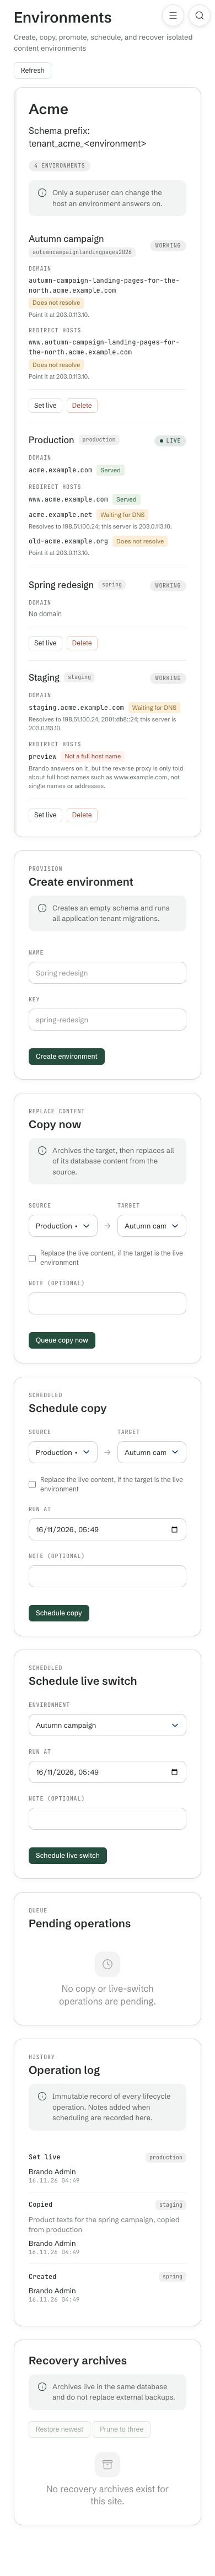 Environments
Create, copy, promote, schedule, and recover isolated
content environments
Refresh
Acme
Schema prefix:
tenant_acme_<environment>
4 ENVIRONMENTS
Only a superuser can change the
host an environment answers on.
Autumn campaign
WORKING
autumncampaignlandingpages2026
DOMAIN
autumn-campaign-landing-pages-for-the-
north.acme.example.com
Does not resolve
Point it at 203.0.113.10.
REDIRECT HOSTS
www.autumn-campaign-landing-pages-
for-the-north.acme.example.com
Does not resolve
Point it at 203.0.113.10.
Set live Delete
Production production LIVE
DOMAIN
acme.example.com Served
REDIRECT HOSTS
www.acme.example.com Served
acme.example.net Waiting for DNS
Resolves to 198.51.100.24; this server is 203.0.113.10.
old-acme.example.org Does not resolve
Point it at 203.0.113.10.
Spring redesign spring WORKING
DOMAIN
No domain
Set live Delete
Staging staging WORKING
DOMAIN
staging.acme.example.com Waiting for DNS
Resolves to 198.51.100.24, 2001:db8::24; this server is
203.0.113.10.
REDIRECT HOSTS
preview Not a full host name
Brando answers on it, but the reverse proxy is only told
about full host names such as www.example.com, not
single names or addresses.
Set live Delete
PROVISION
Create environment
Creates an empty schema and runs
all application tenant migrations.
NAME
Spring redesign
KEY
spring-redesign
Create environment
REPLACE CONTENT
Copy now
Archives the target, then replaces all
of its database content from the
source.
SOURCE TARGET
Production • → Autumn cam
Replace the live content, if the target is the live
environment
NOTE (OPTIONAL)
Queue copy now
SCHEDULED
Schedule copy
SOURCE TARGET
Production • → Autumn cam
Replace the live content, if the target is the live
environment
RUN AT
16/11/2026, 05:49
NOTE (OPTIONAL)
Schedule copy
SCHEDULED
Schedule live switch
ENVIRONMENT
Autumn campaign
RUN AT
16/11/2026, 05:49
NOTE (OPTIONAL)
Schedule live switch
QUEUE
Pending operations
No copy or live-switch
operations are pending.
HISTORY
Operation log
Immutable record of every lifecycle
operation. Notes added when
scheduling are recorded here.
Set live production
Brando Admin
16.11.26 04:49
Copied staging
Product texts for the spring campaign, copied
from production
Brando Admin
16.11.26 04:49
Created spring
Brando Admin
16.11.26 04:49
Recovery archives
Archives live in the same database
and do not replace external backups.
Restore newest Prune to three
No recovery archives exist for
this site.